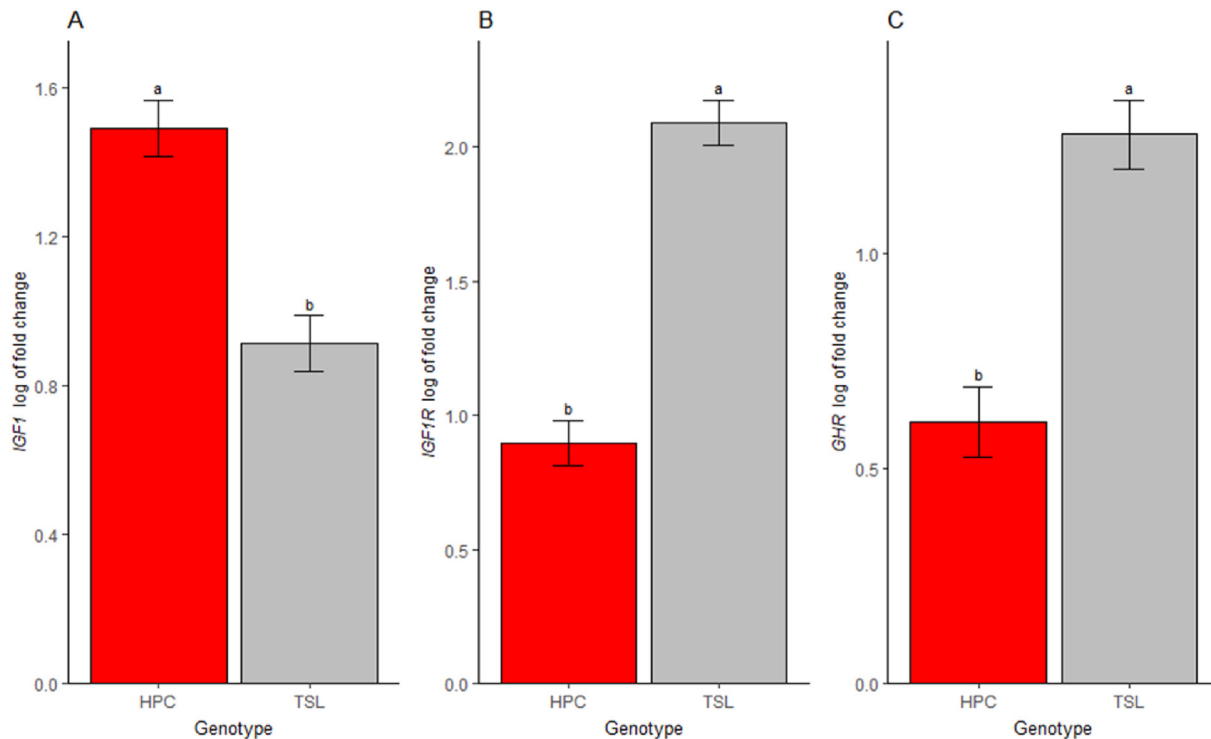 A
IGF1 log of fold change
1.6
1.2
0.8
0.4
0.0
a
b
HPC
TSL
Genotype
B
IGF1R log of fold change
2.0
1.5
1.0
0.5
0.0
b
a
HPC
TSL
Genotype
C
GHR log of fold change
1.0
0.5
0.0
b
a
HPC
TSL
Genotype